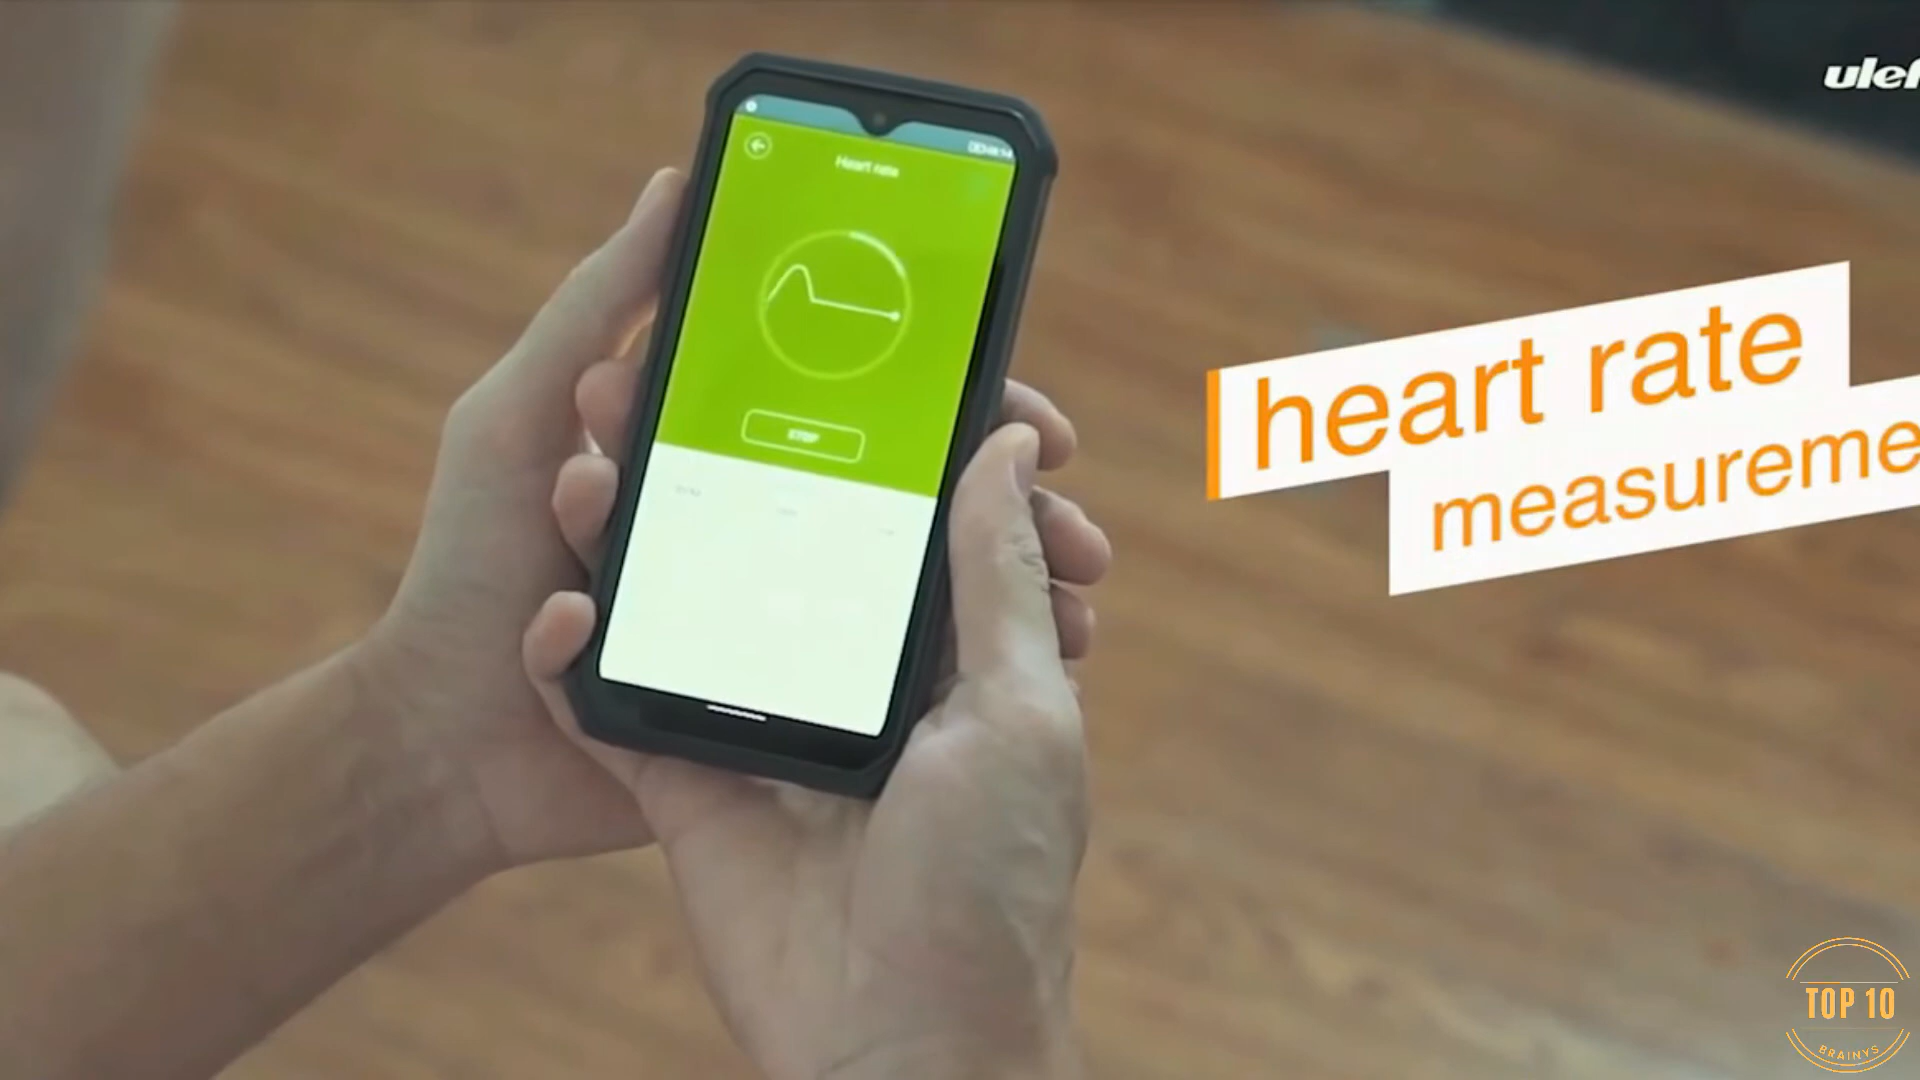 ulef
Heart rate
STOP
heart rate
measureme
TOP 10
BRAINYS